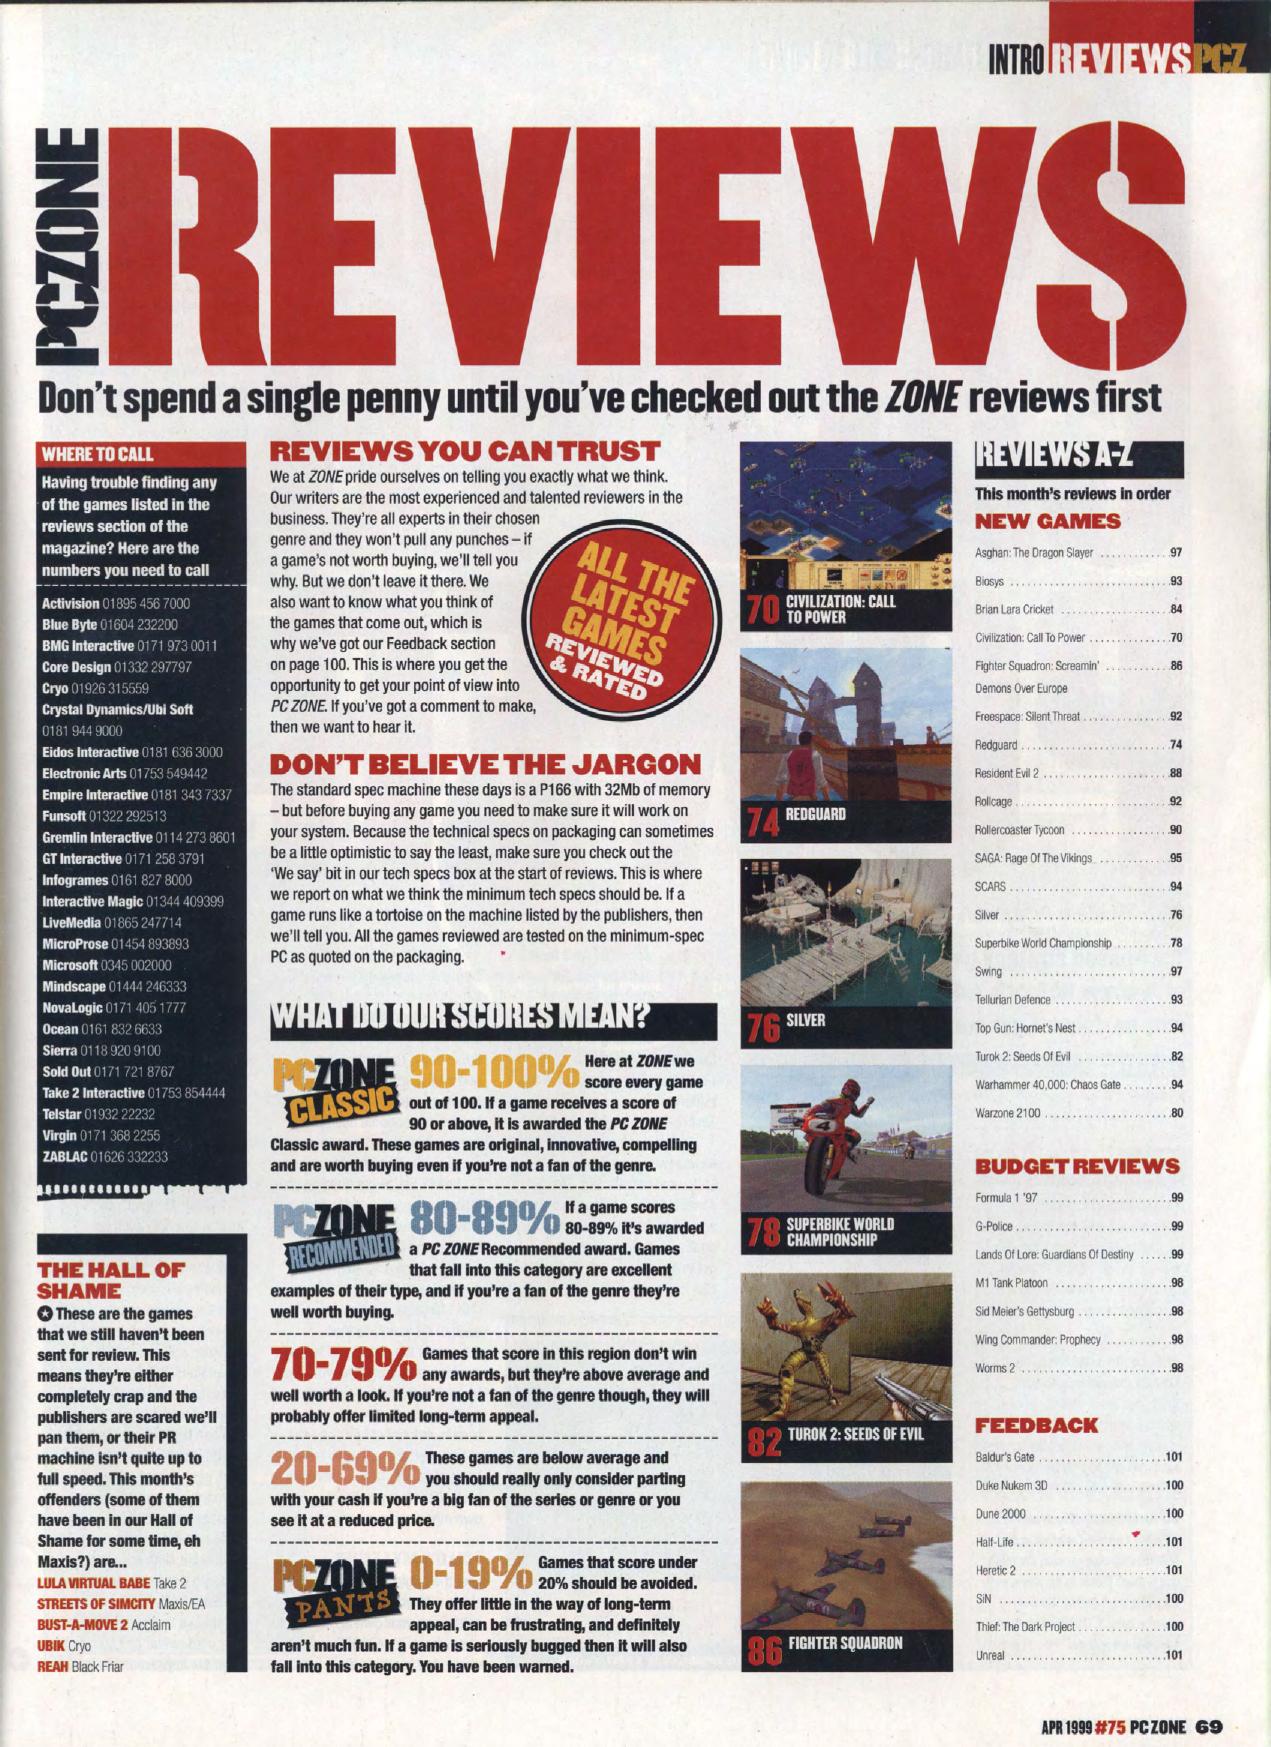 INTRO REVIEWS PCZ
PCZONE
REVIEWS
Don't spend a single penny until you've checked out the ZONE reviews first
WHERE TO CALL
Having trouble finding any
of the games listed in the
reviews section of the
magazine? Here are the
numbers you need to call
Activision 01895 456 7000
Blue Byte 01604 232200
BMG Interactive 0171 973 0011
Core Design 01332 297797
Cryo 01926 315559
Crystal Dynamics/Ubi Soft
0181 944 9000
Eidos Interactive 0181 636 3000
Electronic Arts 01753 549442
Empire Interactive 0181 343 7337
Funsoft 01322 292513
Gremlin Interactive 0114 273 8601
GT Interactive 0171 258 3791
Infogrames 0161 827 8000
Interactive Magic 01344 409399
LiveMedia 01865 247714
MicroProse 01454 893893
Microsoft 0345 002000
Mindscape 01444 246333
NovaLogic 0171 405 1777
Ocean 0161 832 6633
Sierra 0118 920 9100
Sold Out 0171 721 8767
Take 2 Interactive 01753 854444
Telstar 01932 22232
Virgin 0171 368 2255
ZABLAC 01626 332233
THE HALL OF
SHAME
These are the games
that we still haven't been
sent for review. This
means they're either
completely crap and the
publishers are scared we'll
pan them, or their PR
machine isn't quite up to
full speed. This month's
offenders (some of them
have been in our Hall of
Shame for some time, eh
Maxis?) are...
LULA VIRTUAL BABE Take 2
STREETS OF SIMCITY Maxis/EA
BUST-A-MOVE 2 Acclaim
UBIK Cryo
REAH Black Friar
REVIEWS YOU CAN TRUST
We at ZONE pride ourselves on telling you exactly what we think.
Our writers are the most experienced and talented reviewers in the
business. They're all experts in their chosen
genre and they won't pull any punches – if
a game's not worth buying, we'll tell you
why. But we don't leave it there. We
also want to know what you think of
the games that come out, which is
why we've got our Feedback section
on page 100. This is where you get the
opportunity to get your point of view into
PC ZONE. If you've got a comment to make,
then we want to hear it.
ALL THE
LATEST
GAMES
REVIEWED
& RATED
DON'T BELIEVE THE JARGON
The standard spec machine these days is a P166 with 32Mb of memory
– but before buying any game you need to make sure it will work on
your system. Because the technical specs on packaging can sometimes
be a little optimistic to say the least, make sure you check out the
'We say' bit in our tech specs box at the start of reviews. This is where
we report on what we think the minimum tech specs should be. If a
game runs like a tortoise on the machine listed by the publishers, then
we'll tell you. All the games reviewed are tested on the minimum-spec
PC as quoted on the packaging.
WHAT DO OUR SCORES MEAN?
PCZONE CLASSIC
90-100% Here at ZONE we
score every game
out of 100. If a game receives a score of
90 or above, it is awarded the PC ZONE
Classic award. These games are original, innovative, compelling
and are worth buying even if you're not a fan of the genre.
PCZONE RECOMMENDED
80-89% If a game scores
80-89% it's awarded
a PC ZONE Recommended award. Games
that fall into this category are excellent
examples of their type, and if you're a fan of the genre they're
well worth buying.
70-79% Games that score in this region don't win
any awards, but they're above average and
well worth a look. If you're not a fan of the genre though, they will
probably offer limited long-term appeal.
20-69% These games are below average and
you should really only consider parting
with your cash if you're a big fan of the series or genre or you
see it at a reduced price.
PCZONE PANTS
0-19% Games that score under
20% should be avoided.
They offer little in the way of long-term
appeal, can be frustrating, and definitely
aren't much fun. If a game is seriously bugged then it will also
fall into this category. You have been warned.
70 CIVILIZATION: CALL
TO POWER
74 REDGUARD
76 SILVER
4
78 SUPERBIKE WORLD
CHAMPIONSHIP
82 TUROK 2: SEEDS OF EVIL
86 FIGHTER SQUADRON
REVIEWS A-Z
This month's reviews in order
NEW GAMES
Asghan: The Dragon Slayer 97
Biosys 93
Brian Lara Cricket 84
Civilization: Call To Power 70
Fighter Squadron: Screamin' 86
Demons Over Europe
Freespace: Silent Threat 92
Redguard 74
Resident Evil 2 88
Rollcage 92
Rollercoaster Tycoon 90
SAGA: Rage Of The Vikings 95
SCARS 94
Silver 76
Superbike World Championship 78
Swing 97
Tellurian Defence 93
Top Gun: Hornet's Nest 94
Turok 2: Seeds Of Evil 82
Warhammer 40,000: Chaos Gate 94
Warzone 2100 80
BUDGET REVIEWS
Formula 1 '97 99
G-Police 99
Lands Of Lore: Guardians Of Destiny 99
M1 Tank Platoon 98
Sid Meier's Gettysburg 98
Wing Commander: Prophecy 98
Worms 2 98
FEEDBACK
Baldur's Gate 101
Duke Nukem 3D 100
Dune 2000 100
Half-Life 101
Heretic 2 101
SiN 100
Thief: The Dark Project 100
Unreal 101
APR 1999 #75 PC ZONE 69